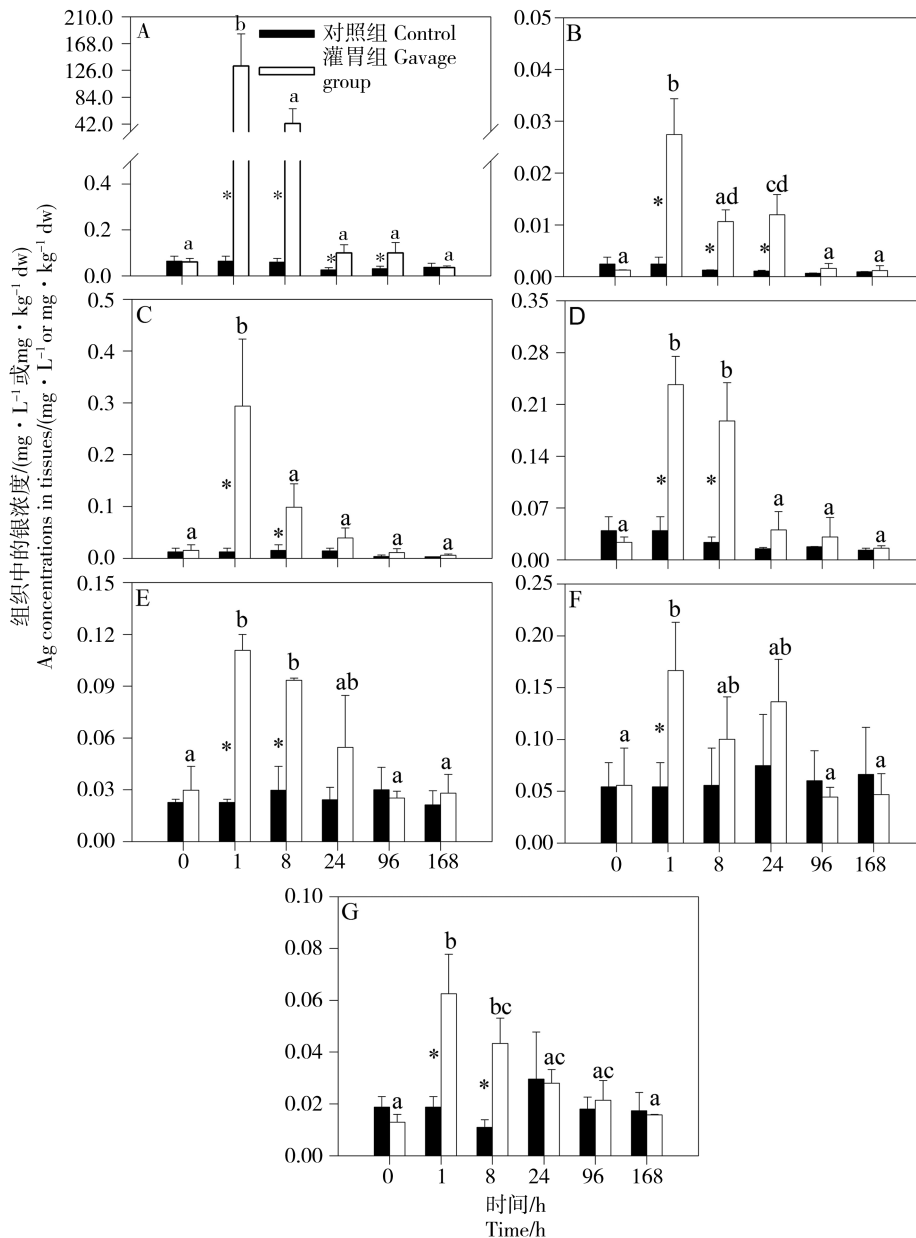 组织中的银浓度/(mg·L⁻¹或mg·kg⁻¹ dw)
Ag concentrations in tissues/(mg·L⁻¹ or mg·kg⁻¹ dw)
A
对照组 Control
灌胃组 Gavage
group
210.0
168.0
126.0
84.0
42.0
0.4
0.2
0.0
a
*
b
*
a
*
a
*
a
a
B
0.05
0.04
0.03
0.02
0.01
0.00
a
*
b
*
ad
*
cd
a
a
C
0.5
0.4
0.3
0.2
0.1
0.0
a
*
b
*
a
a
a
a
D
0.35
0.28
0.21
0.14
0.07
0.00
a
*
b
*
b
a
a
a
E
0.15
0.12
0.09
0.06
0.03
0.00
a
*
b
*
b
ab
a
a
0 1 8 24 96 168
F
0.25
0.20
0.15
0.10
0.05
0.00
a
*
b
ab
ab
a
a
0 1 8 24 96 168
G
0.10
0.08
0.06
0.04
0.02
0.00
a
*
b
*
bc
ac
ac
a
0 1 8 24 96 168
时间/h
Time/h